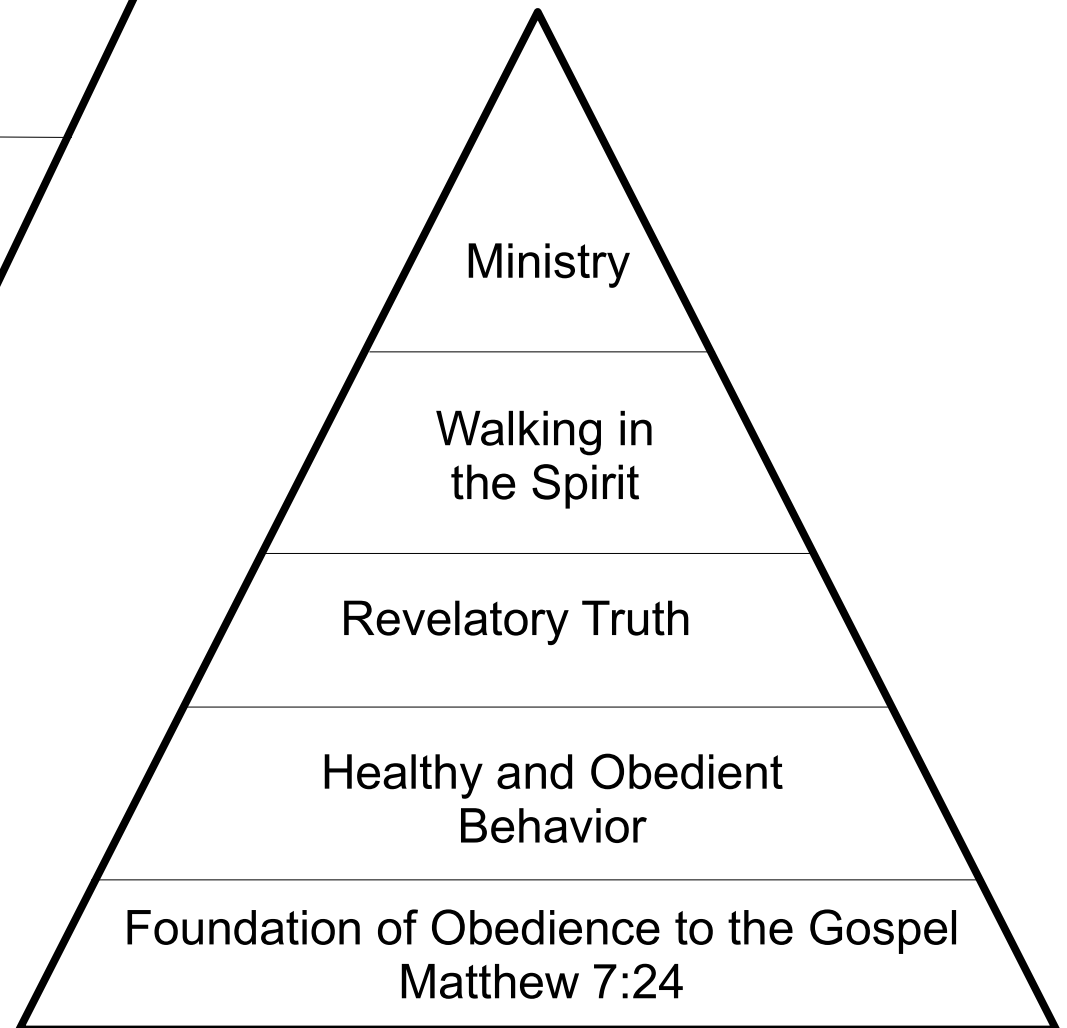 Ministry
Walking in
the Spirit
Revelatory Truth
Healthy and Obedient
Behavior
Foundation of Obedience to the Gospel
Matthew 7:24